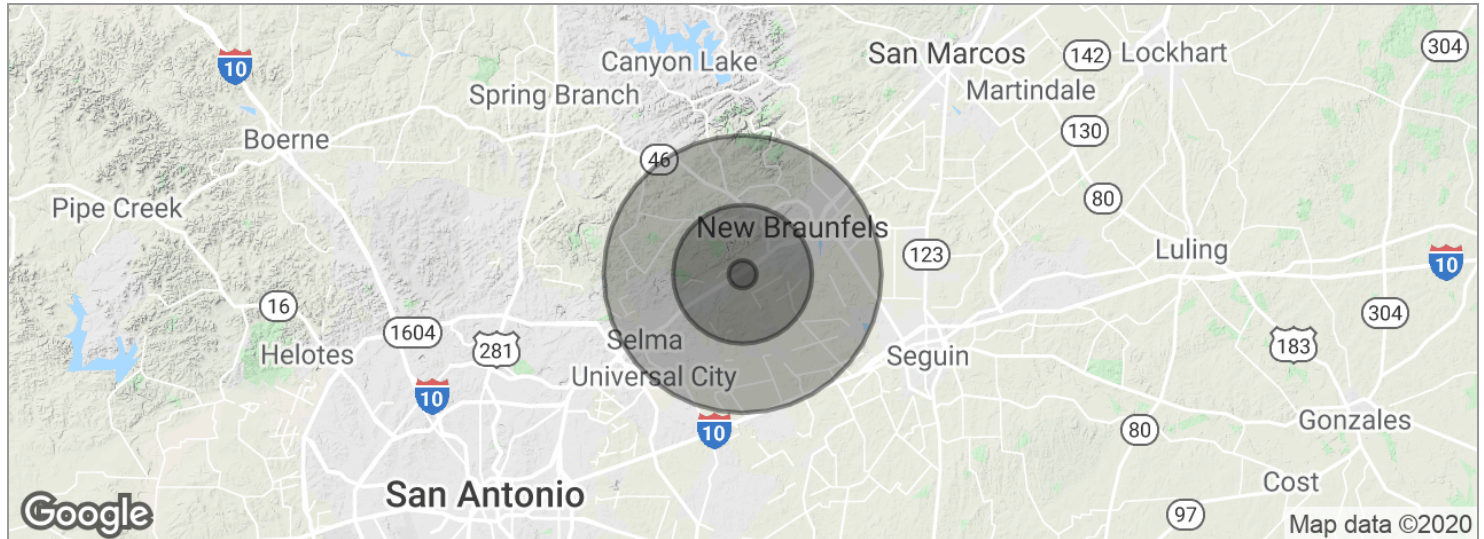 San Marcos
142
Lockhart
304
10
Canyon Lake
Spring Branch
Martindale
130
Boerne
46
80
Pipe Creek
New Braunfels
123
Luling
10
16
1604
281
Selma
Helotes
Universal City
Seguin
183
304
10
10
80
Gonzales
San Antonio
Cost
97
Google
Map data ©2020